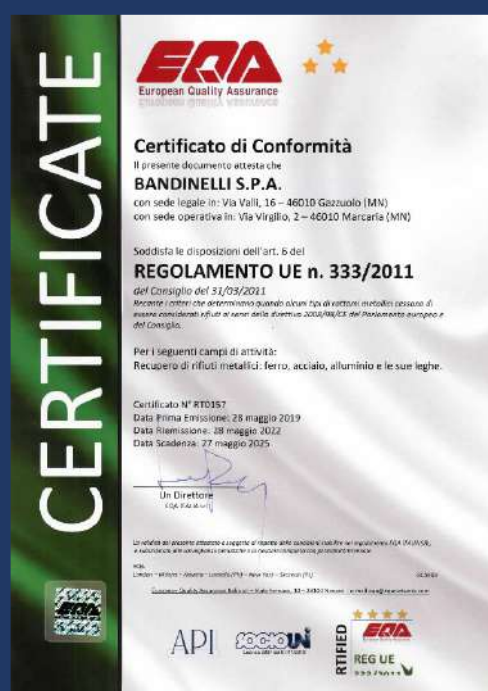 CERTIFICATE
EQA
European Quality Assurance
Certificato di Conformità
Il presente documento attesta che
BANDINELLI S.P.A.
con sede legale in: Via Valli, 16 – 46010 Gazzuolo (MN)
con sede operativa in: Via Virgilio, 2 – 46010 Marcaria (MN)
Soddisfa le disposizioni dell'art. 6 del
REGOLAMENTO UE n. 333/2011
del Consiglio del 31/03/2011
Recante i criteri che determinano quando alcuni tipi di rottami metallici cessano di
essere considerati rifiuti ai sensi della direttiva 2008/98/CE del Parlamento europeo e
del Consiglio.
Per i seguenti campi di attività:
Recupero di rifiuti metallici: ferro, acciaio, alluminio e le sue leghe.
Certificato N° RT0157
Data Prima Emissione: 28 maggio 2019
Data Riemissione: 28 maggio 2022
Data Scadenza: 27 maggio 2025
Un Direttore
EQA
API
EQA
REG UE